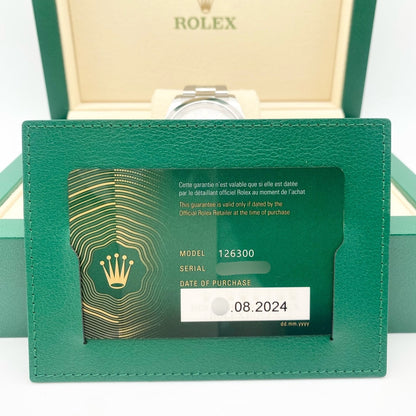 ROLEX
Cette garantie n'est valable que si elle est datée
par le détaillant officiel Rolex au moment de l'achat
This guarantee is valid only if dated by the
Official Rolex Retailer at the time of purchase
MODEL 126300
SERIAL
DATE OF PURCHASE
.08.2024
dd.mm.yyyy